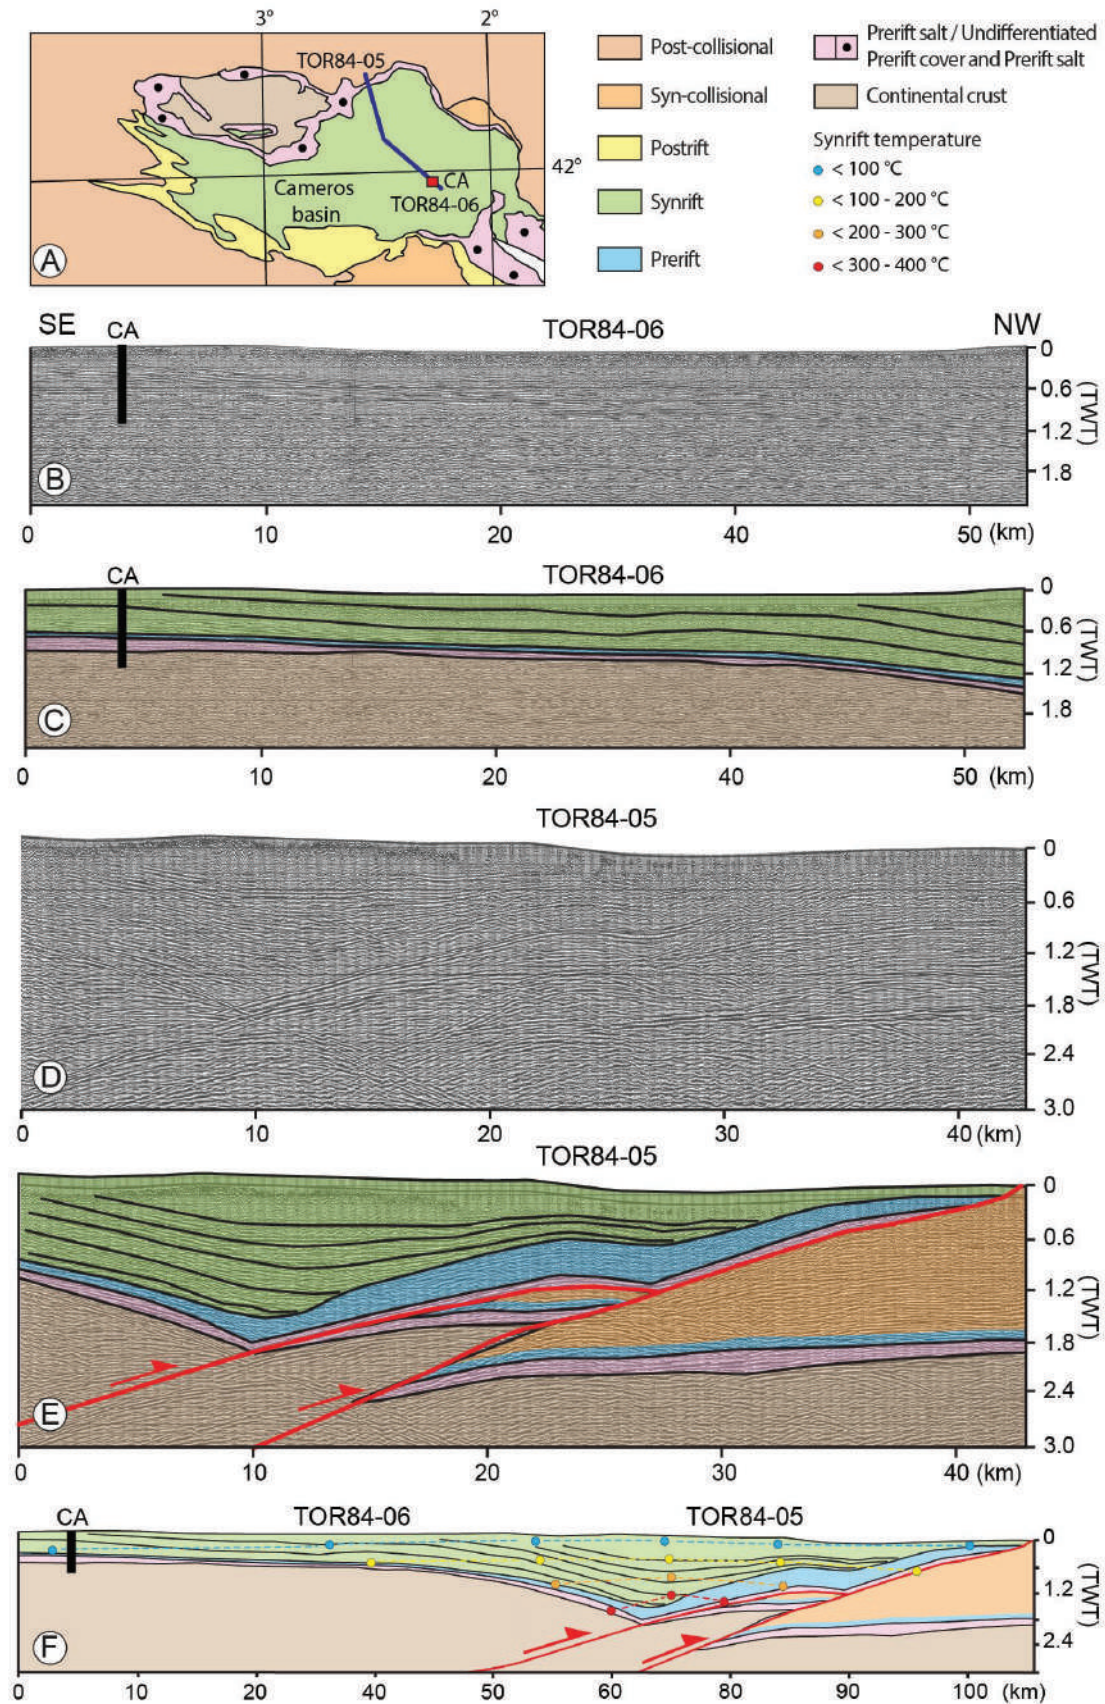 3° 2°
TOR84-05
42°
Cameros
basin
CA
TOR84-06
A
Post-collisional
Syn-collisional
Postrift
Synrift
Prerift
Prerift salt / Undifferentiated
Prerift cover and Prerift salt
Continental crust
Synrift temperature
< 100 °C
< 100 - 200 °C
< 200 - 300 °C
< 300 - 400 °C
SE CA TOR84-06 NW
0
0.6
1.2
1.8
(TWT)
B
0 10 20 40 50 (km)
CA TOR84-06
0
0.6
1.2
1.8
(TWT)
C
0 10 20 40 50 (km)
TOR84-05
0
0.6
1.2
1.8
2.4
3.0
(TWT)
D
0 10 20 30 40 (km)
TOR84-05
0
0.6
1.2
1.8
2.4
3.0
(TWT)
E
0 10 20 30 40 (km)
CA TOR84-06 TOR84-05
0
1.2
2.4
(TWT)
F
0 10 20 40 50 60 80 90 100 (km)